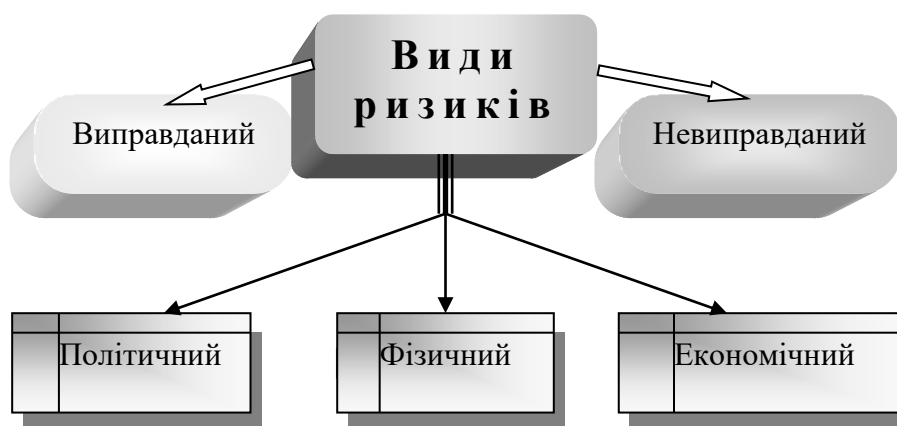 Види
ризиків
Виправданий
Невиправданий
Політичний
Фізичний
Економічний